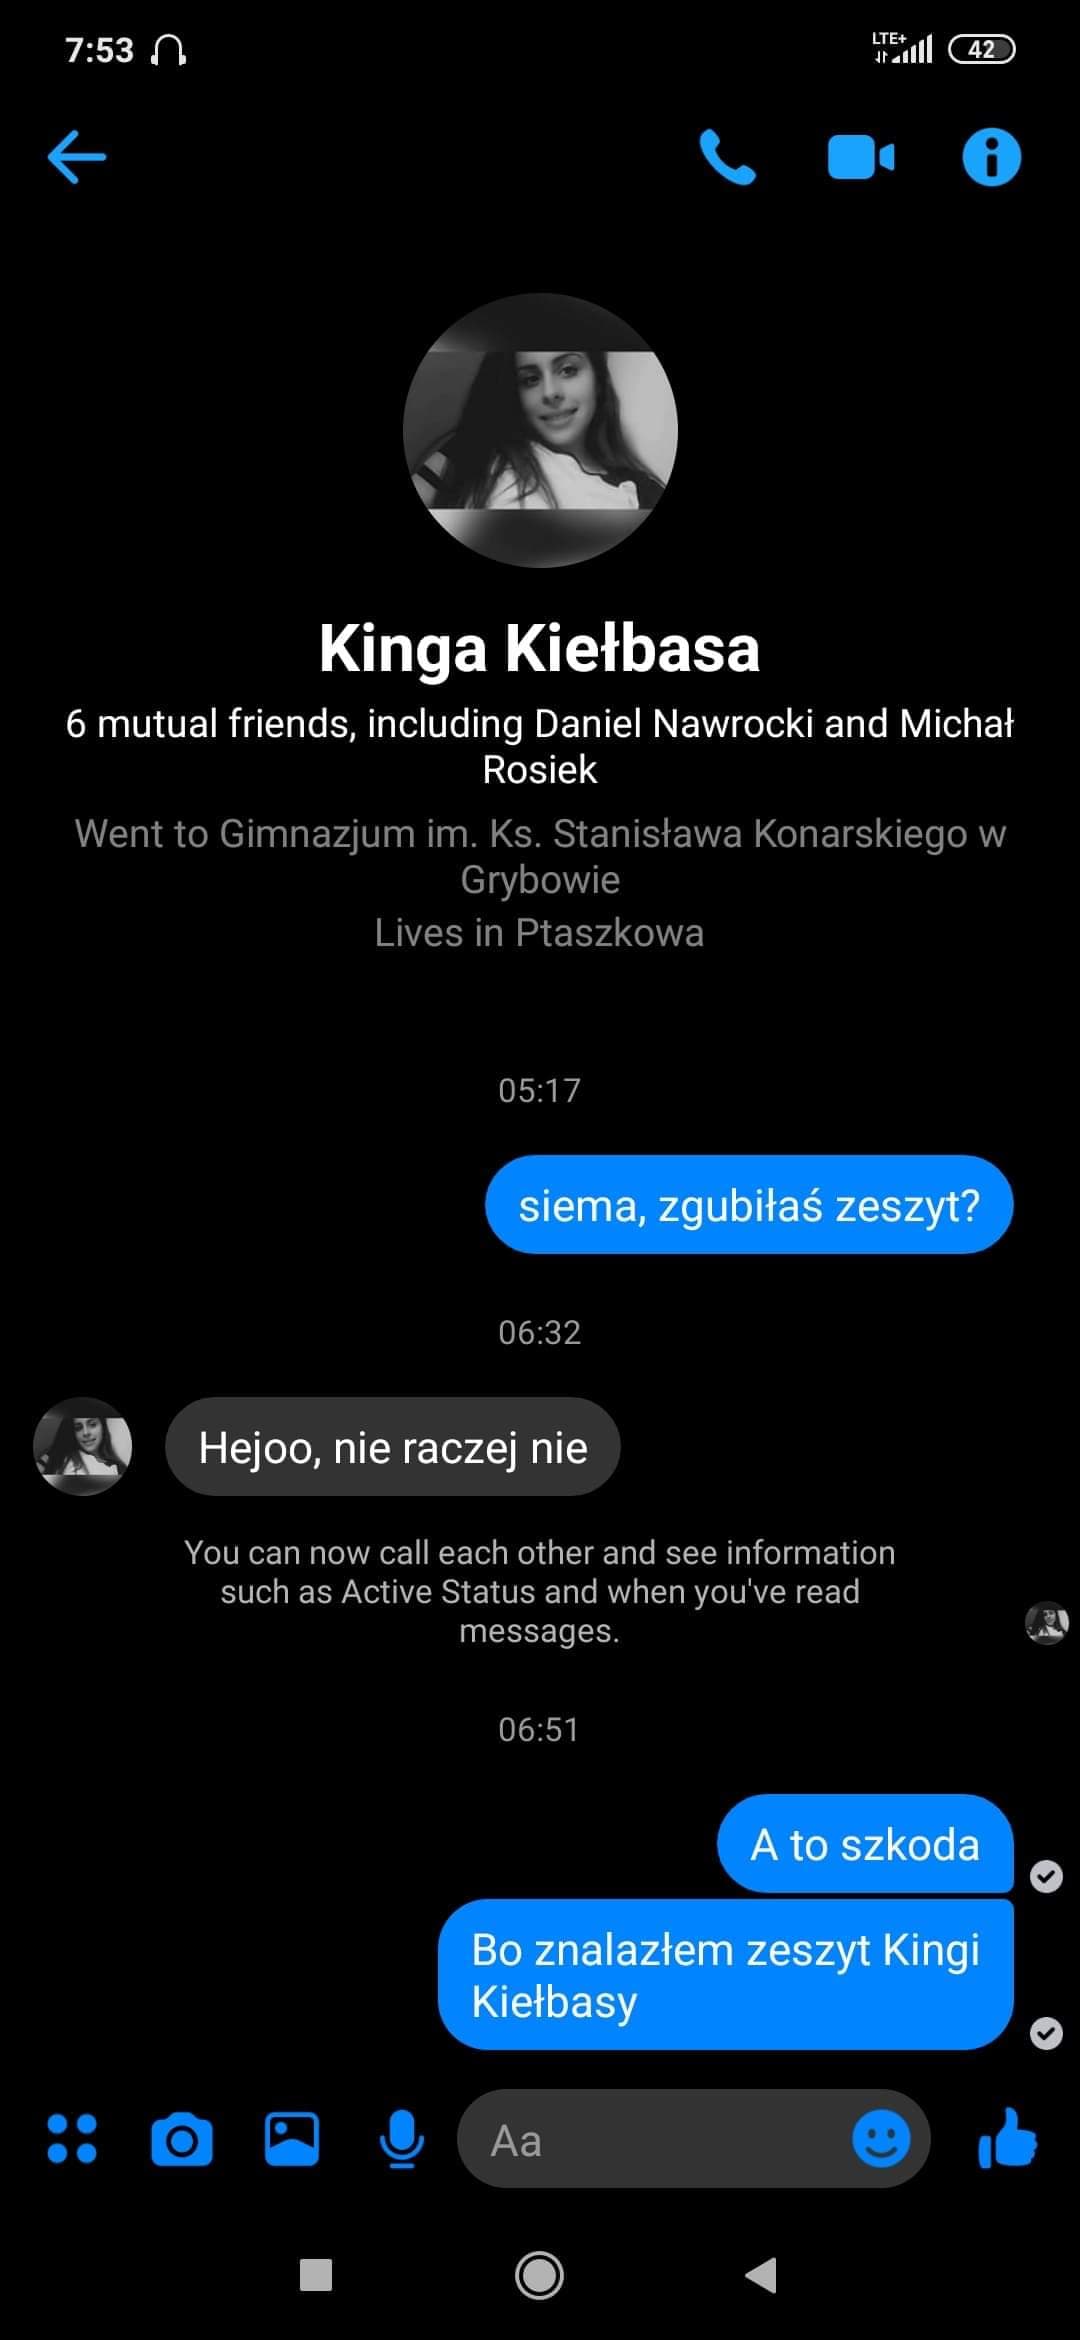 7:53
LTE+
42
Kinga Kiełbasa
6 mutual friends, including Daniel Nawrocki and Michał
Rosiek
Went to Gimnazjum im. Ks. Stanisława Konarskiego w
Grybowie
Lives in Ptaszkowa
05:17
siema, zgubiłaś zeszyt?
06:32
Hejoo, nie raczej nie
You can now call each other and see information
such as Active Status and when you've read
messages.
06:51
A to szkoda
Bo znalazłem zeszyt Kingi
Kiełbasy
Aa